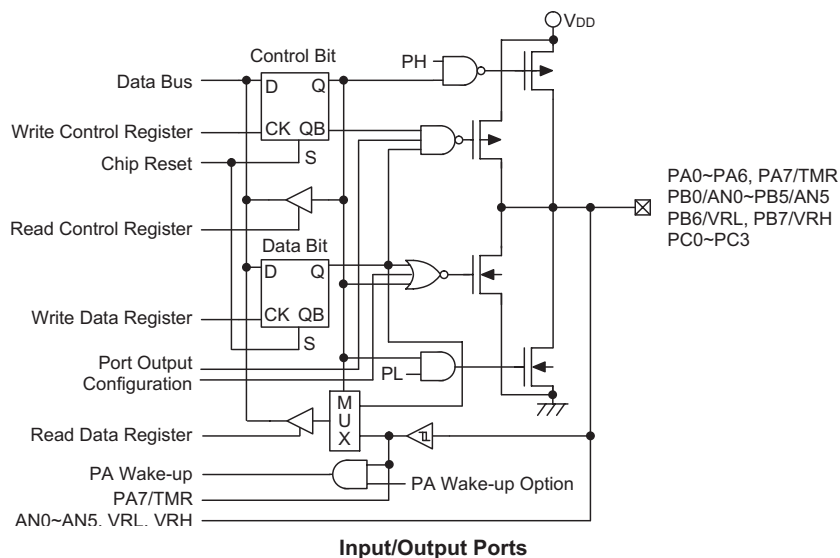 VDD
Control Bit
PH
Data Bus
D Q
Write Control Register
CK QB
Chip Reset
S
PA0~PA6, PA7/TMR
PB0/AN0~PB5/AN5
PB6/VRL, PB7/VRH
PC0~PC3
Read Control Register
Data Bit
D Q
Write Data Register
CK QB
S
Port Output
Configuration
PL
M
U
X
Read Data Register
PA Wake-up
PA Wake-up Option
PA7/TMR
AN0~AN5, VRL, VRH
Input/Output Ports